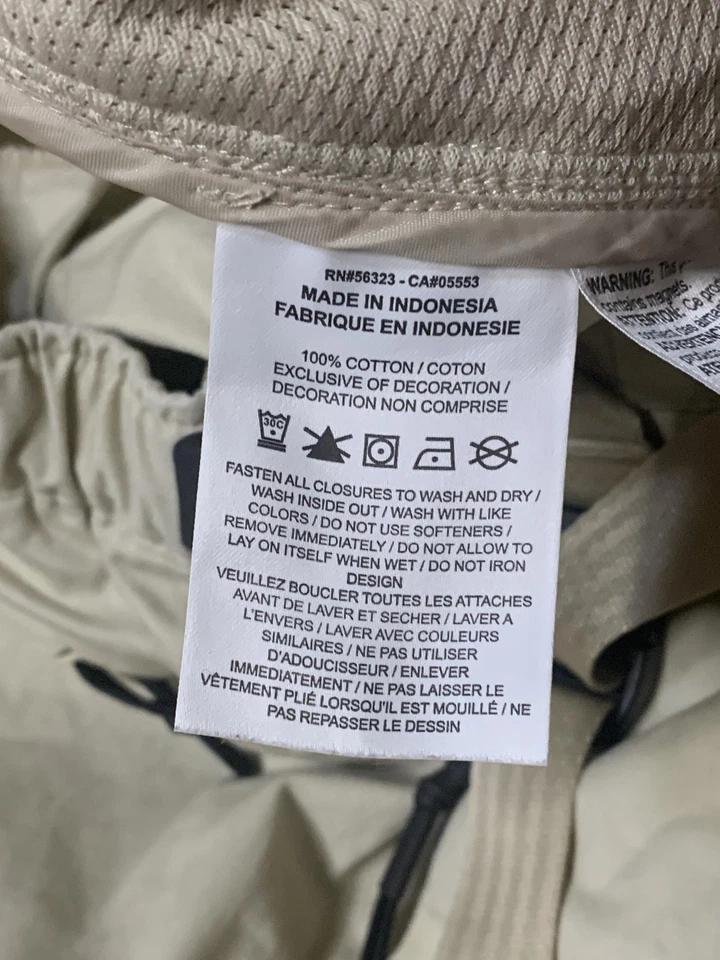 RN#56323 - CA#05553
MADE IN INDONESIA
FABRIQUE EN INDONESIE
100% COTTON / COTON
EXCLUSIVE OF DECORATION /
DECORATION NON COMPRISE
30C
FASTEN ALL CLOSURES TO WASH AND DRY /
WASH INSIDE OUT / WASH WITH LIKE
COLORS / DO NOT USE SOFTENERS /
REMOVE IMMEDIATELY / DO NOT ALLOW TO
LAY ON ITSELF WHEN WET / DO NOT IRON
DESIGN
VEUILLEZ BOUCLER TOUTES LES ATTACHES
AVANT DE LAVER ET SECHER / LAVER A
L'ENVERS / LAVER AVEC COULEURS
SIMILAIRES / NE PAS UTILISER
D'ADOUCISSEUR / ENLEVER
IMMEDIATEMENT / NE PAS LAISSER LE
VÊTEMENT PLIÉ LORSQU'IL EST MOUILLÉ / NE
PAS REPASSER LE DESSIN
WARNING: This
contains magnets.
ATTENTION: Ce